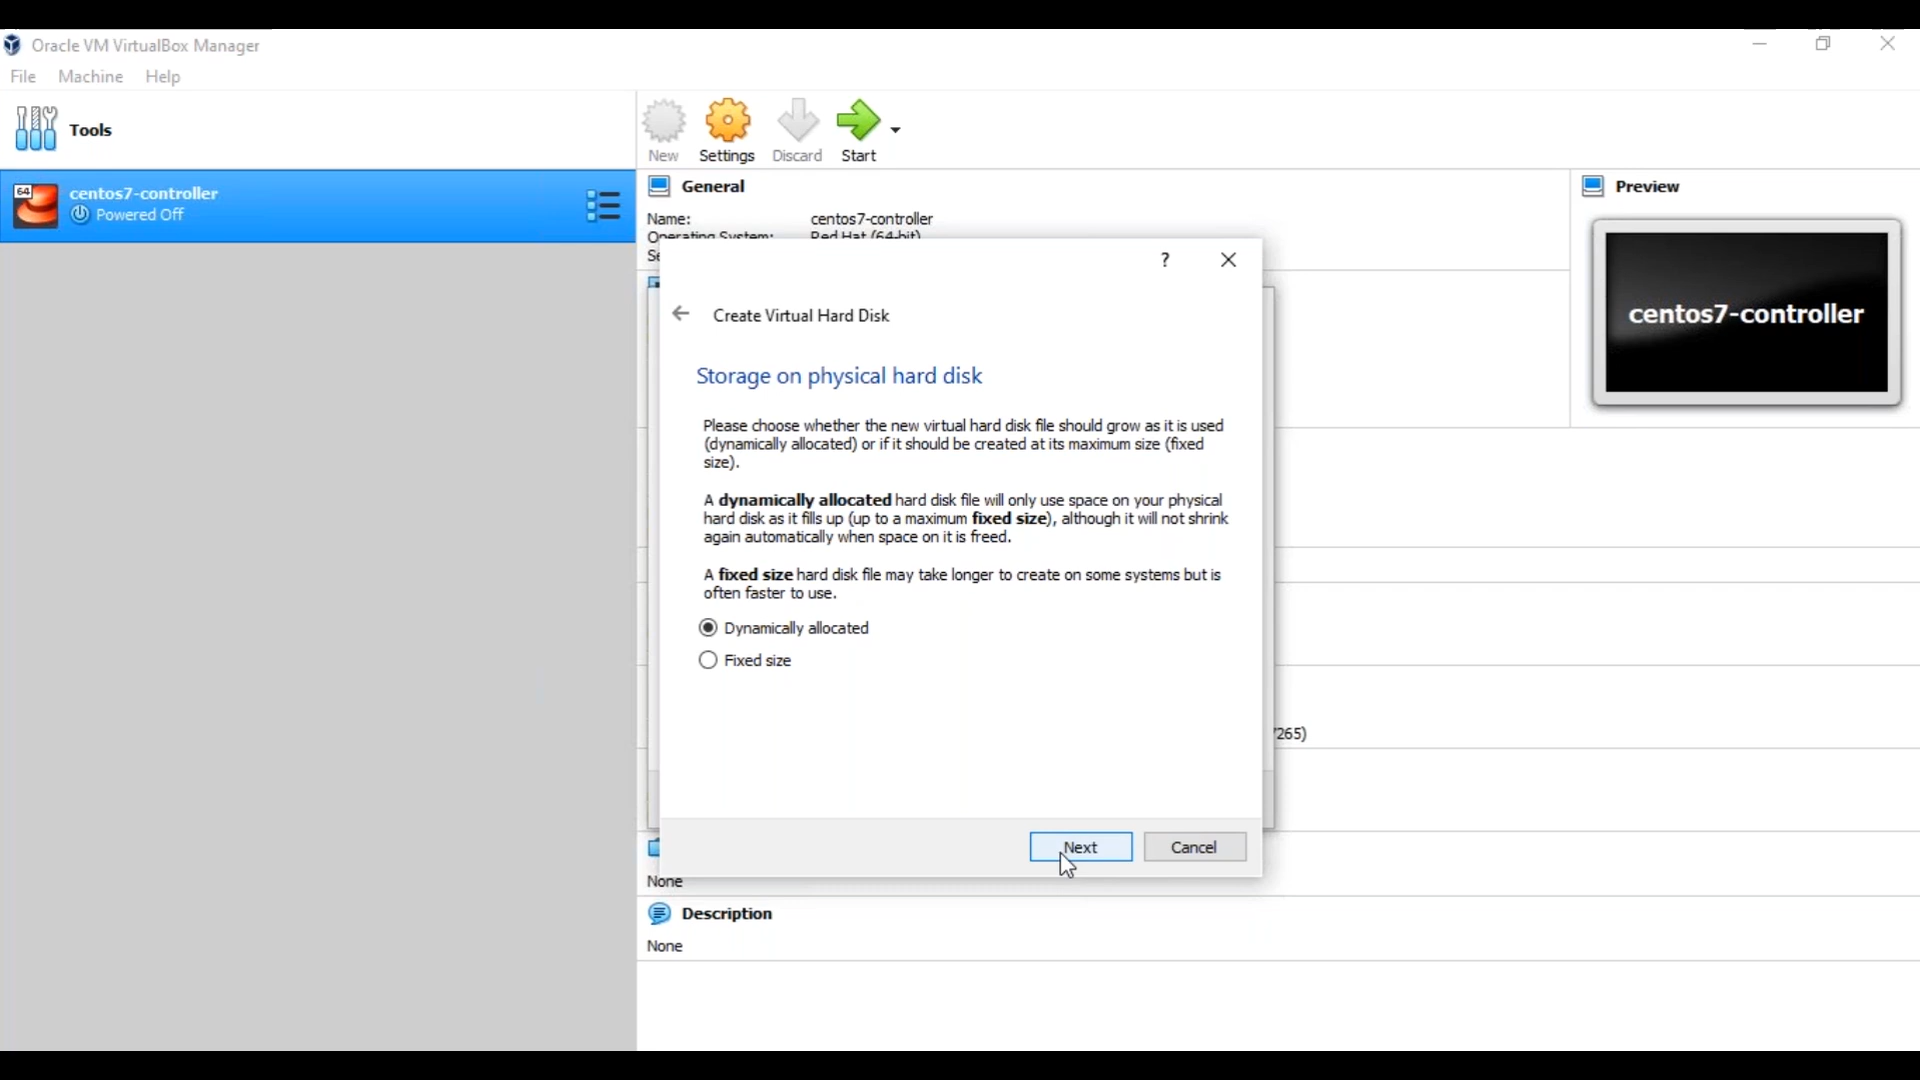 Oracle VM VirtualBox Manager
File Machine Help
Tools
New Settings Discard Start
64
centos7-controller
Powered Off
General
Name: centos7-controller
Operating System: Red Hat (64-bit)
Preview
centos7-controller
?
Create Virtual Hard Disk
Storage on physical hard disk
Please choose whether the new virtual hard disk file should grow as it is used
(dynamically allocated) or if it should be created at its maximum size (fixed
size).
A dynamically allocated hard disk file will only use space on your physical
hard disk as it fills up (up to a maximum fixed size), although it will not shrink
again automatically when space on it is freed.
A fixed size hard disk file may take longer to create on some systems but is
often faster to use.
Dynamically allocated
Fixed size
265)
Next Cancel
None
Description
None